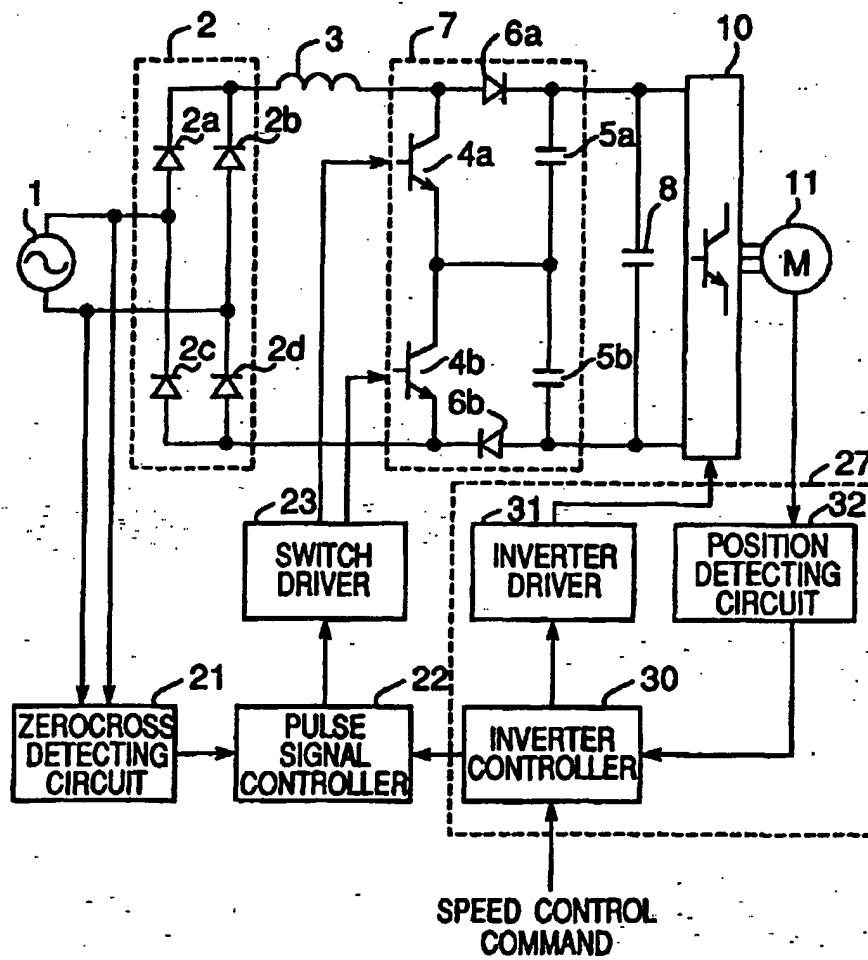 2
3
7
6a
10
2a
2b
4a
5a
8
11
1
M
2c
2d
4b
5b
6b
27
23
31
32
SWITCH
DRIVER
INVERTER
DRIVER
POSITION
DETECTING
CIRCUIT
21
22
30
ZEROCROSS
DETECTING
CIRCUIT
PULSE
SIGNAL
CONTROLLER
INVERTER
CONTROLLER
SPEED CONTROL
COMMAND